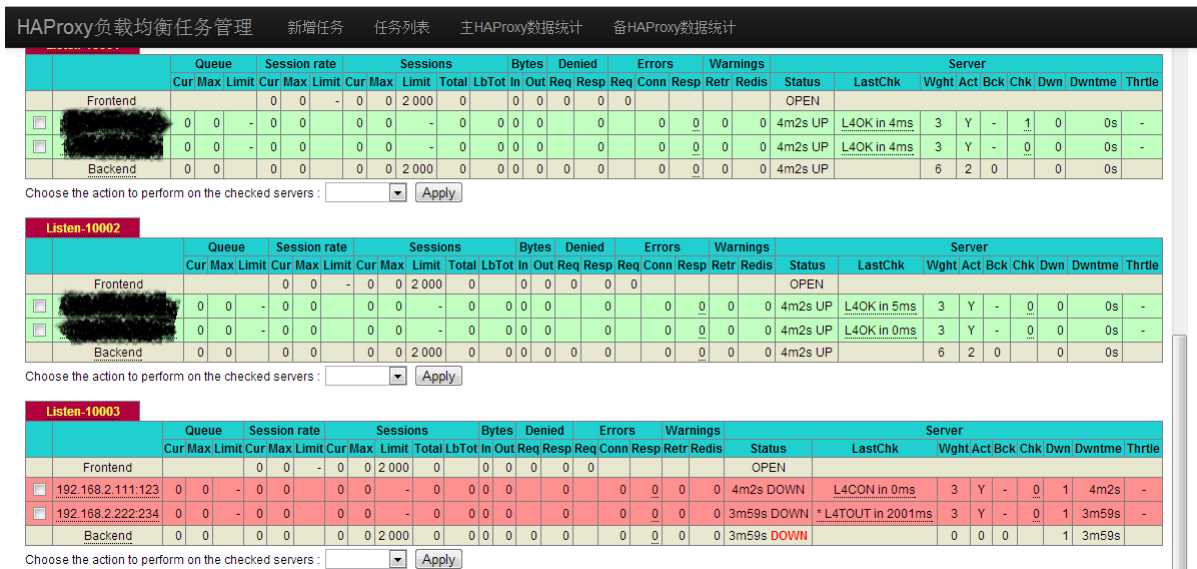 HAProxy负载均衡任务管理 新增任务 任务列表 主HAProxy数据统计 备HAProxy数据统计
Queue Session rate Sessions Bytes Denied Errors Warnings Server
Cur Max Limit Cur Max Limit Cur Max Limit Total LbTot In Out Req Resp Req Conn Resp Retr Redis Status LastChk Wght Act Bck Chk Dwn Dwntme Thrtle
Frontend 0 0 - 0 0 2 000 0 0 0 0 0 0 OPEN
0 0 - 0 0 0 0 - 0 0 0 0 0 0 0 0 0 4m2s UP L4OK in 4ms 3 Y - 1 0 0s -
0 0 - 0 0 0 0 - 0 0 0 0 0 0 0 0 0 4m2s UP L4OK in 4ms 3 Y - 0 0 0s -
Backend 0 0 0 0 0 0 2 000 0 0 0 0 0 0 0 0 0 0 4m2s UP 6 2 0 0 0s
Choose the action to perform on the checked servers : Apply
Listen-10002
Queue Session rate Sessions Bytes Denied Errors Warnings Server
Cur Max Limit Cur Max Limit Cur Max Limit Total LbTot In Out Req Resp Req Conn Resp Retr Redis Status LastChk Wght Act Bck Chk Dwn Dwntme Thrtle
Frontend 0 0 - 0 0 2 000 0 0 0 0 0 0 OPEN
0 0 - 0 0 0 0 - 0 0 0 0 0 0 0 0 0 4m2s UP L4OK in 5ms 3 Y - 0 0 0s -
0 0 - 0 0 0 0 - 0 0 0 0 0 0 0 0 0 4m2s UP L4OK in 0ms 3 Y - 0 0 0s -
Backend 0 0 0 0 0 0 2 000 0 0 0 0 0 0 0 0 0 0 4m2s UP 6 2 0 0 0s
Choose the action to perform on the checked servers : Apply
Listen-10003
Queue Session rate Sessions Bytes Denied Errors Warnings Server
Cur Max Limit Cur Max Limit Cur Max Limit Total LbTot In Out Req Resp Req Conn Resp Retr Redis Status LastChk Wght Act Bck Chk Dwn Dwntme Thrtle
Frontend 0 0 - 0 0 2 000 0 0 0 0 0 0 OPEN
192.168.2.111:123 0 0 - 0 0 0 0 - 0 0 0 0 0 0 0 0 0 4m2s DOWN L4CON in 0ms 3 Y - 0 1 4m2s -
192.168.2.222:234 0 0 - 0 0 0 0 - 0 0 0 0 0 0 0 0 0 3m59s DOWN * L4TOUT in 2001ms 3 Y - 0 1 3m59s -
Backend 0 0 0 0 0 0 2 000 0 0 0 0 0 0 0 0 0 0 3m59s DOWN 0 0 0 1 3m59s
Choose the action to perform on the checked servers : Apply